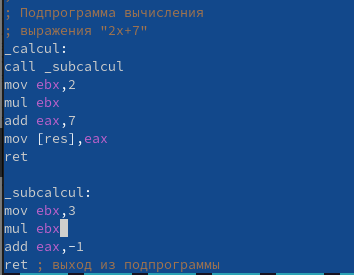 ; Подпрограмма вычисления
; выражения "2x+7"
_calcul:
call _subcalcul
mov ebx,2
mul ebx
add eax,7
mov [res],eax
ret
_subcalcul:
mov ebx,3
mul ebx
add eax,-1
ret ; выход из подпрограммы